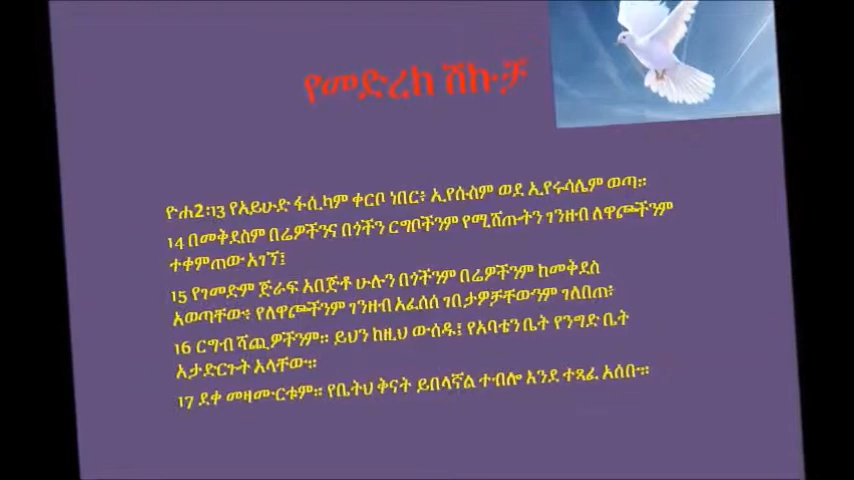 የመድረክ ሽኩቻ
ዮሐ2፡13 የአይሁድ ፋሲካም ቀርቦ ነበር፥ ኢየሱስም ወደ ኢየሩሳሌም ወጣ።
14 በመቅደስም በሬዎችንና በጎችን ርግቦችንም የሚሸጡትን ገንዘብ ለዋጮችንም
ተቀምጠው አገኘ፤
15 የገመድም ጅራፍ አበጅቶ ሁሉን በጎችንም በሬዎችንም ከመቅደስ
አወጣቸው፥ የለዋጮችንም ገንዘብ አፈሰሰ ገበታዎቻቸውንም ገለበጠ፥
16 ርግብ ሻጪዎችንም። ይህን ከዚህ ውሰዱ፤ የአባቴን ቤት የንግድ ቤት
አታድርጉት አላቸው።
17 ደቀ መዛሙርቱም። የቤትህ ቅናት ይበላኛል ተብሎ እንደ ተጻፈ አሰቡ።